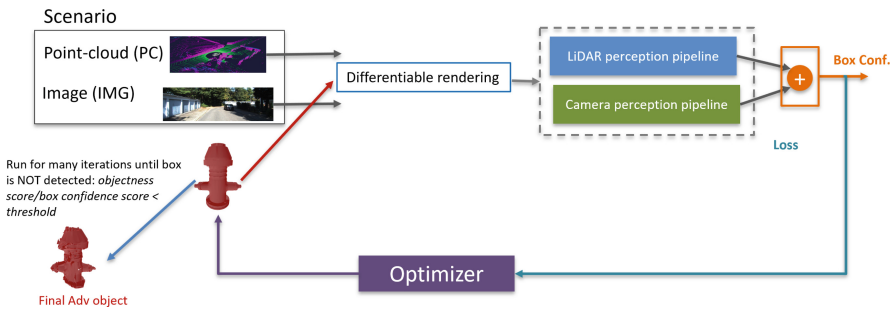 Scenario
Point-cloud (PC)
Image (IMG)
Differentiable rendering
LiDAR perception pipeline
Camera perception pipeline
+
Box Conf.
Loss
Run for many iterations until box
is NOT detected: objectness
score/box confidence score <
threshold
Optimizer
Final Adv object